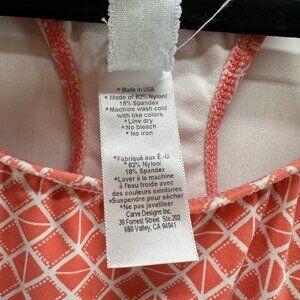 * Made in USA
* Made of 82% Nylon/
18% Spandex
* Machine wash cold
with like colors
* Line dry
* No bleach
* No iron
* Fabriqué aux É.-U.
* 82% Nylon/
18% Spandex
* Laver à la machine
à l'eau froide avec
des couleurs similaires
* Suspendre pour sécher
* Ne pas javelliser
Carve Designs Inc.
38 Forrest Street Ste.202
Mill Valley, CA 94941